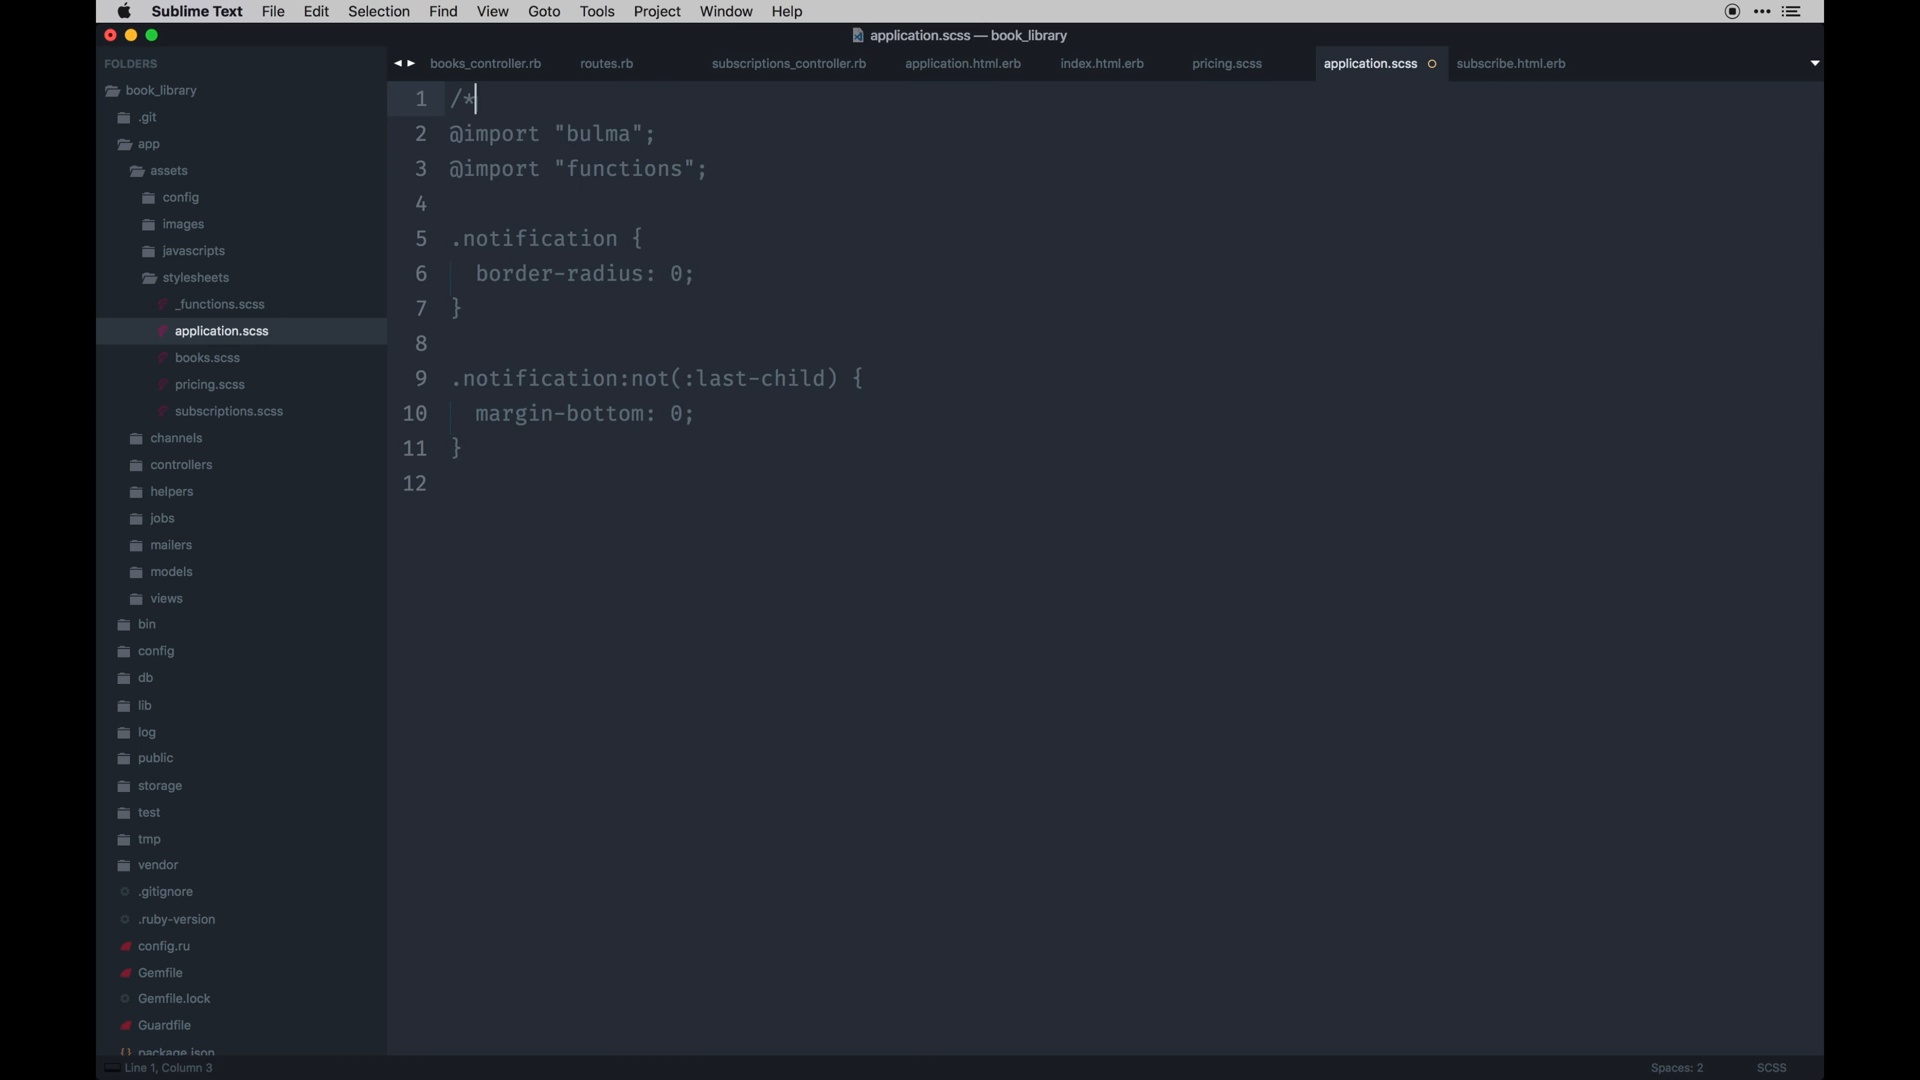 Sublime Text File Edit Selection Find View Goto Tools Project Window Help
application.scss — book_library
FOLDERS
book_library
.git
app
assets
config
images
javascripts
stylesheets
_functions.scss
application.scss
books.scss
pricing.scss
subscriptions.scss
channels
controllers
helpers
jobs
mailers
models
views
bin
config
db
lib
log
public
storage
test
tmp
vendor
.gitignore
.ruby-version
config.ru
Gemfile
Gemfile.lock
Guardfile
package.json
books_controller.rb routes.rb subscriptions_controller.rb application.html.erb index.html.erb pricing.scss application.scss subscribe.html.erb
1 /*
2 @import "bulma";
3 @import "functions";
4
5 .notification {
6 border-radius: 0;
7 }
8
9 .notification:not(:last-child) {
10 margin-bottom: 0;
11 }
12
Line 1, Column 3 Spaces: 2 SCSS